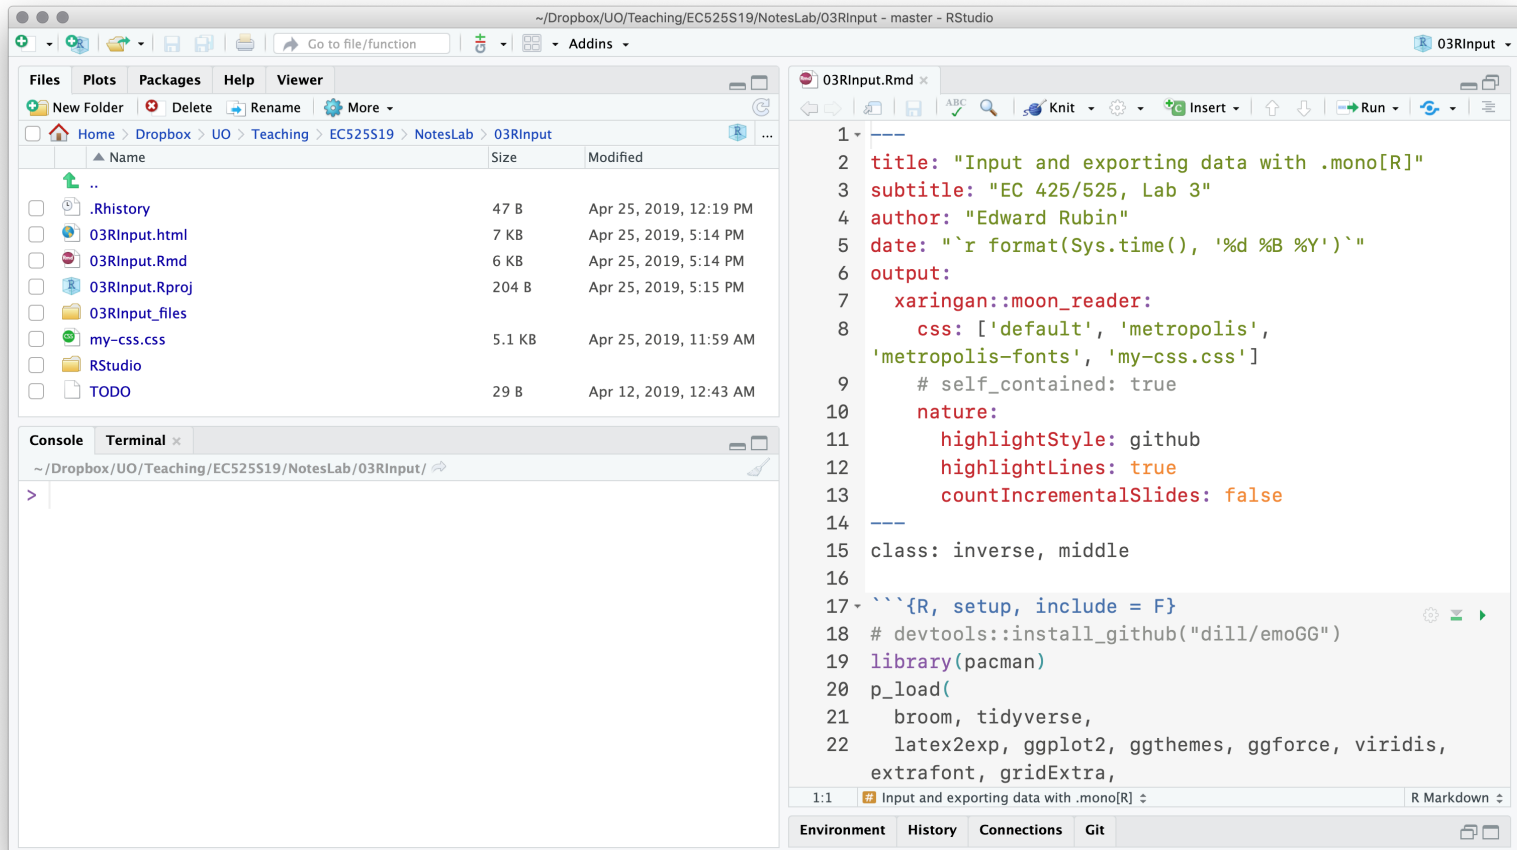 ~/Dropbox/UO/Teaching/EC525S19/NotesLab/03RInput - master - RStudio
Go to file/function
Addins
03RInput
Files Plots Packages Help Viewer
New Folder Delete Rename More
Home Dropbox UO Teaching EC525S19 NotesLab 03RInput ...
Name Size Modified
..
.Rhistory 47 B Apr 25, 2019, 12:19 PM
03RInput.html 7 KB Apr 25, 2019, 5:14 PM
03RInput.Rmd 6 KB Apr 25, 2019, 5:14 PM
03RInput.Rproj 204 B Apr 25, 2019, 5:15 PM
03RInput_files
my-css.css 5.1 KB Apr 25, 2019, 11:59 AM
RStudio
TODO 29 B Apr 12, 2019, 12:43 AM
Console Terminal
~/Dropbox/UO/Teaching/EC525S19/NotesLab/03RInput/
>
03RInput.Rmd
ABC Knit Insert Run
1 ---
2 title: "Input and exporting data with .mono[R]"
3 subtitle: "EC 425/525, Lab 3"
4 author: "Edward Rubin"
5 date: "`r format(Sys.time(), '%d %B %Y')`"
6 output:
7   xaringan::moon_reader:
8     css: ['default', 'metropolis',
'metropolis-fonts', 'my-css.css']
9     # self_contained: true
10     nature:
11       highlightStyle: github
12       highlightLines: true
13       countIncrementalSlides: false
14 ---
15 class: inverse, middle
16
17 ```{R, setup, include = F}
18 # devtools::install_github("dill/emoGG")
19 library(pacman)
20 p_load(
21   broom, tidyverse,
22   latex2exp, ggplot2, ggthemes, ggforce, viridis,
extrafont, gridExtra,
1:1 # Input and exporting data with .mono[R] R Markdown
Environment History Connections Git